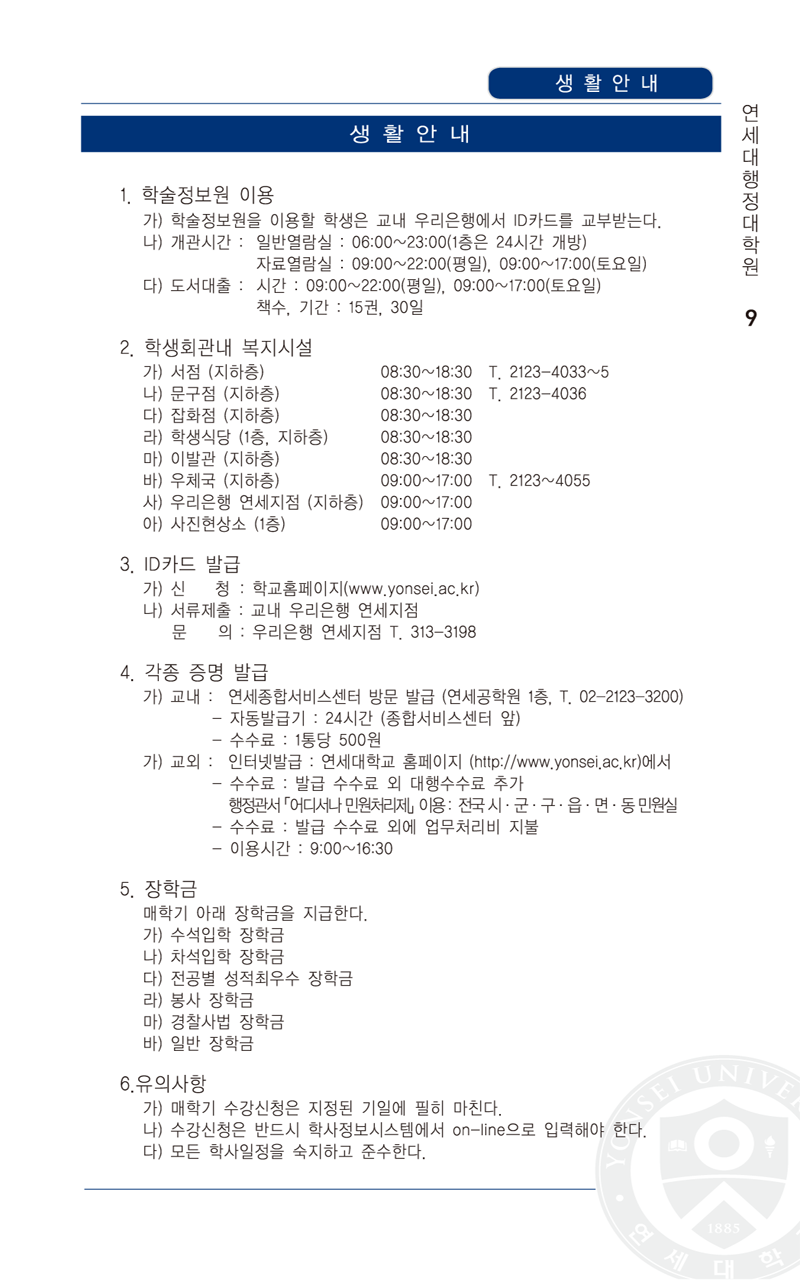 생 활 안 내
생 활 안 내
연세대행정대학원
9
1. 학술정보원 이용
가) 학술정보원을 이용할 학생은 교내 우리은행에서 ID카드를 교부받는다.
나) 개관시간 : 일반열람실 : 06:00~23:00(1층은 24시간 개방)
자료열람실 : 09:00~22:00(평일), 09:00~17:00(토요일)
다) 도서대출 : 시간 : 09:00~22:00(평일), 09:00~17:00(토요일)
책수, 기간 : 15권, 30일
2. 학생회관내 복지시설
가) 서점 (지하층) 08:30~18:30 T. 2123-4033~5
나) 문구점 (지하층) 08:30~18:30 T. 2123-4036
다) 잡화점 (지하층) 08:30~18:30
라) 학생식당 (1층, 지하층) 08:30~18:30
마) 이발관 (지하층) 08:30~18:30
바) 우체국 (지하층) 09:00~17:00 T. 2123~4055
사) 우리은행 연세지점 (지하층) 09:00~17:00
아) 사진현상소 (1층) 09:00~17:00
3. ID카드 발급
가) 신 청 : 학교홈페이지(www.yonsei.ac.kr)
나) 서류제출 : 교내 우리은행 연세지점
문 의 : 우리은행 연세지점 T. 313-3198
4. 각종 증명 발급
가) 교내 : 연세종합서비스센터 방문 발급 (연세공학원 1층, T. 02-2123-3200)
- 자동발급기 : 24시간 (종합서비스센터 앞)
- 수수료 : 1통당 500원
가) 교외 : 인터넷발급 : 연세대학교 홈페이지 (http://www.yonsei.ac.kr)에서
- 수수료 : 발급 수수료 외 대행수수료 추가
행정관서 「어디서나 민원처리제」 이용 : 전국 시·군·구·읍·면·동 민원실
- 수수료 : 발급 수수료 외에 업무처리비 지불
- 이용시간 : 9:00~16:30
5. 장학금
매학기 아래 장학금을 지급한다.
가) 수석입학 장학금
나) 차석입학 장학금
다) 전공별 성적최우수 장학금
라) 봉사 장학금
마) 경찰사법 장학금
바) 일반 장학금
6.유의사항
가) 매학기 수강신청은 지정된 기일에 필히 마친다.
나) 수강신청은 반드시 학사정보시스템에서 on-line으로 입력해야 한다.
다) 모든 학사일정을 숙지하고 준수한다.
YONSEI UNIVER
1885
연세대학